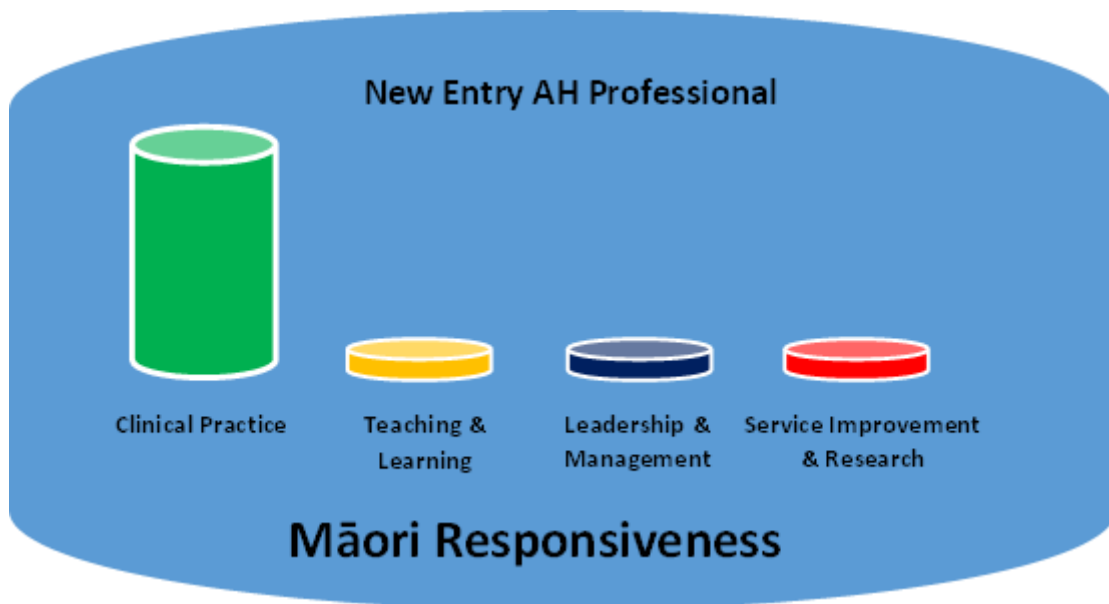 New Entry AH Professional
Clinical Practice
Teaching &
Learning
Leadership &
Management
Service Improvement
& Research
Māori Responsiveness